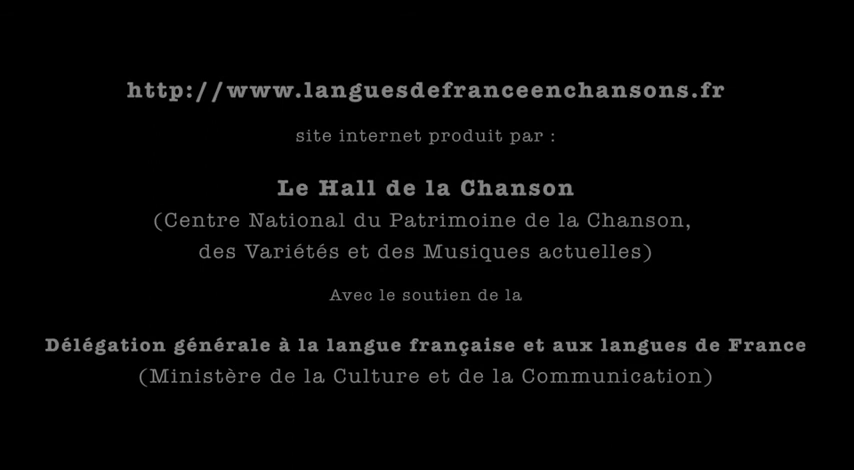 http://www.languesdefranceenchansons.fr
site internet produit par :
Le Hall de la Chanson
(Centre National du Patrimoine de la Chanson,
des Variétés et des Musiques actuelles)
Avec le soutien de la
Délégation générale à la langue française et aux langues de France
(Ministère de la Culture et de la Communication)